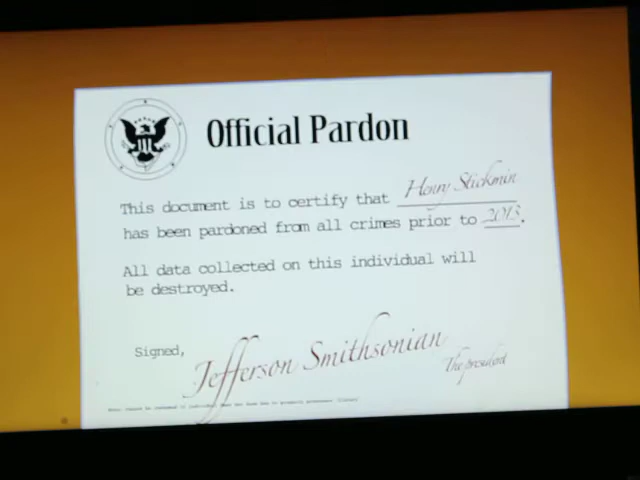 Official Pardon
This document is to certify that Henry Stickmin
has been pardoned from all crimes prior to 2013.
All data collected on this individual will
be destroyed.
Signed,
Jefferson Smithsonian
The president